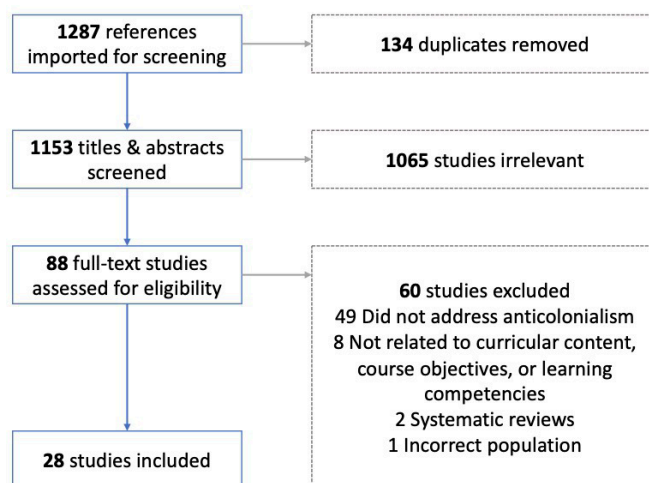 1287 references
imported for screening
134 duplicates removed
1153 titles & abstracts
screened
1065 studies irrelevant
88 full-text studies
assessed for eligibility
60 studies excluded
49 Did not address anticolonialism
8 Not related to curricular content,
course objectives, or learning
competencies
2 Systematic reviews
1 Incorrect population
28 studies included